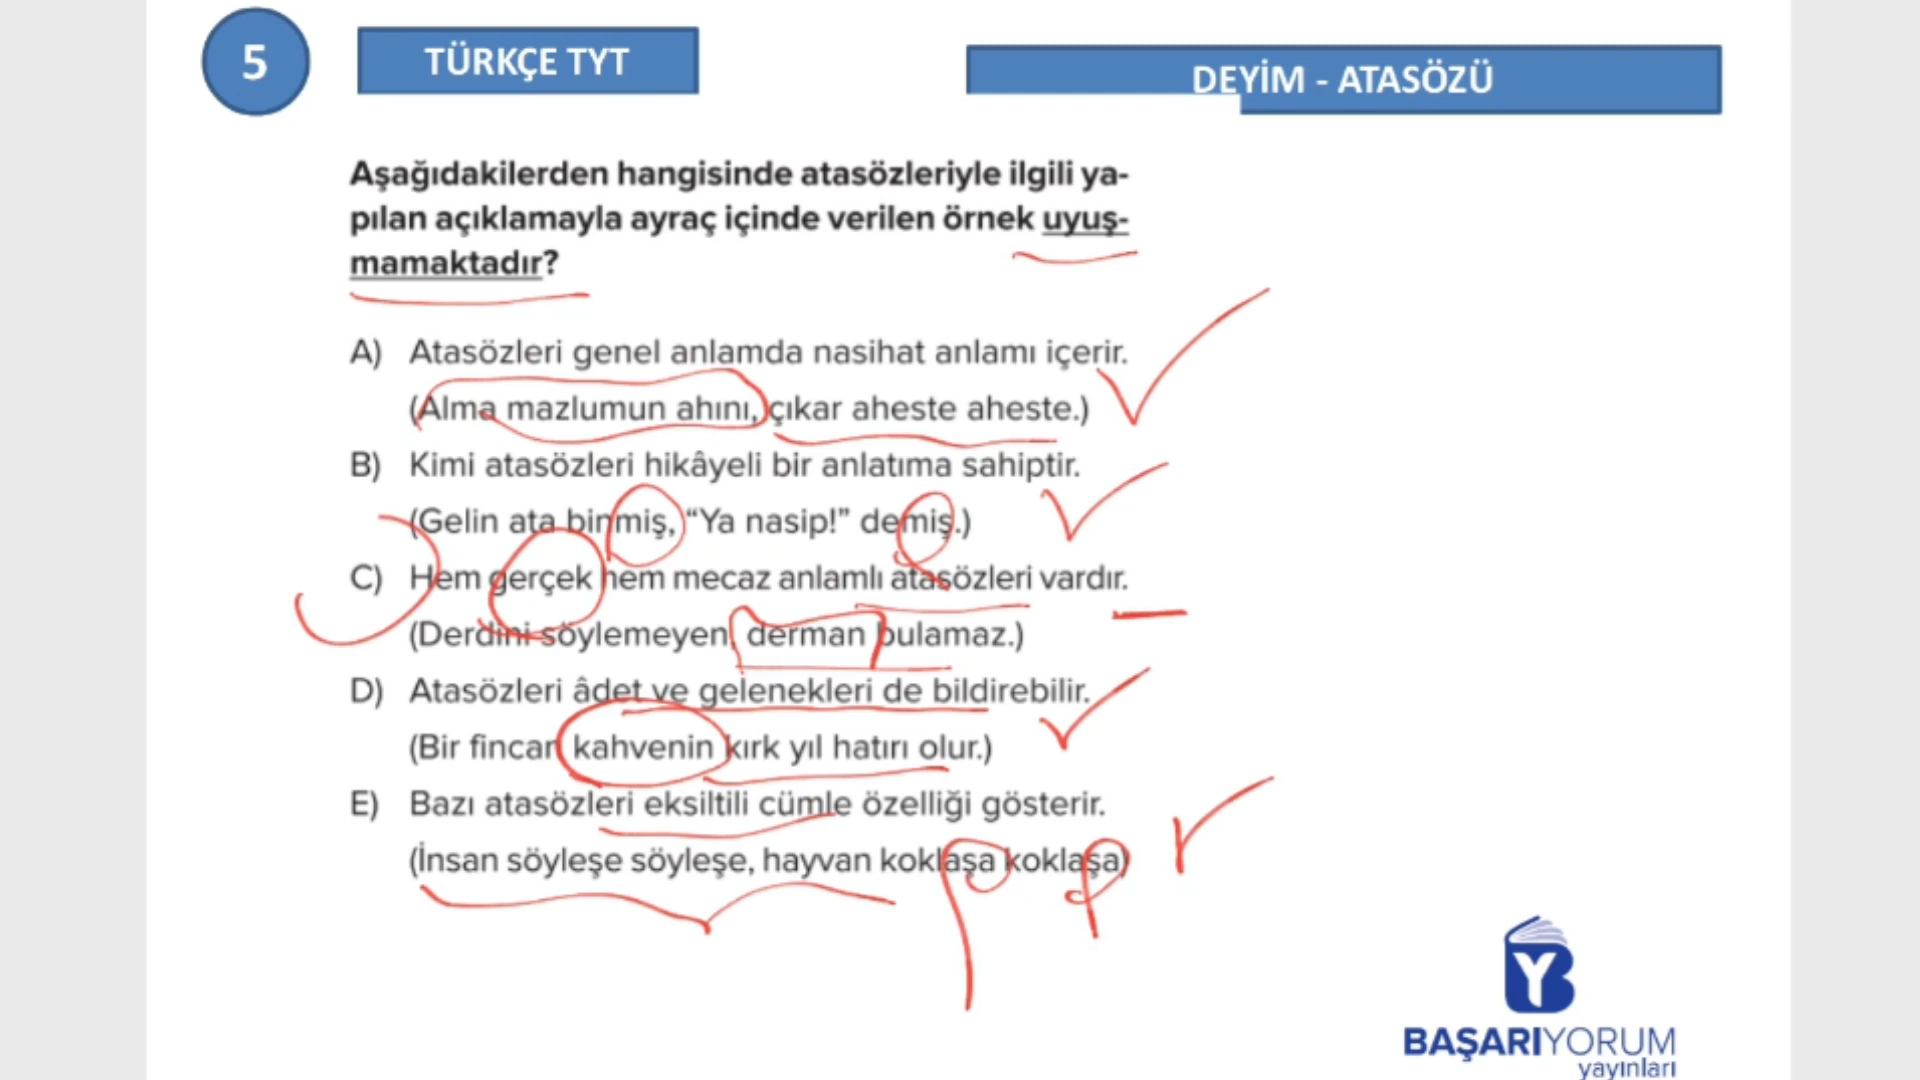 5
TÜRKÇE TYT
DEYİM - ATASÖZÜ
Aşağıdakilerden hangisinde atasözleriyle ilgili ya-
pılan açıklamayla ayraç içinde verilen örnek uyuş-
mamaktadır?
A) Atasözleri genel anlamda nasihat anlamı içerir.
(Alma mazlumun ahını, çıkar aheste aheste.)
B) Kimi atasözleri hikâyeli bir anlatıma sahiptir.
(Gelin ata binmiş, “Ya nasip!” demiş.)
C) Hem gerçek hem mecaz anlamlı atasözleri vardır.
(Derdini söylemeyen, derman bulamaz.)
D) Atasözleri âdet ve gelenekleri de bildirebilir.
(Bir fincan kahvenin kırk yıl hatırı olur.)
E) Bazı atasözleri eksiltili cümle özelliği gösterir.
(İnsan söyleşe söyleşe, hayvan koklaşa koklaşa)
BAŞARIYORUM
yayınları